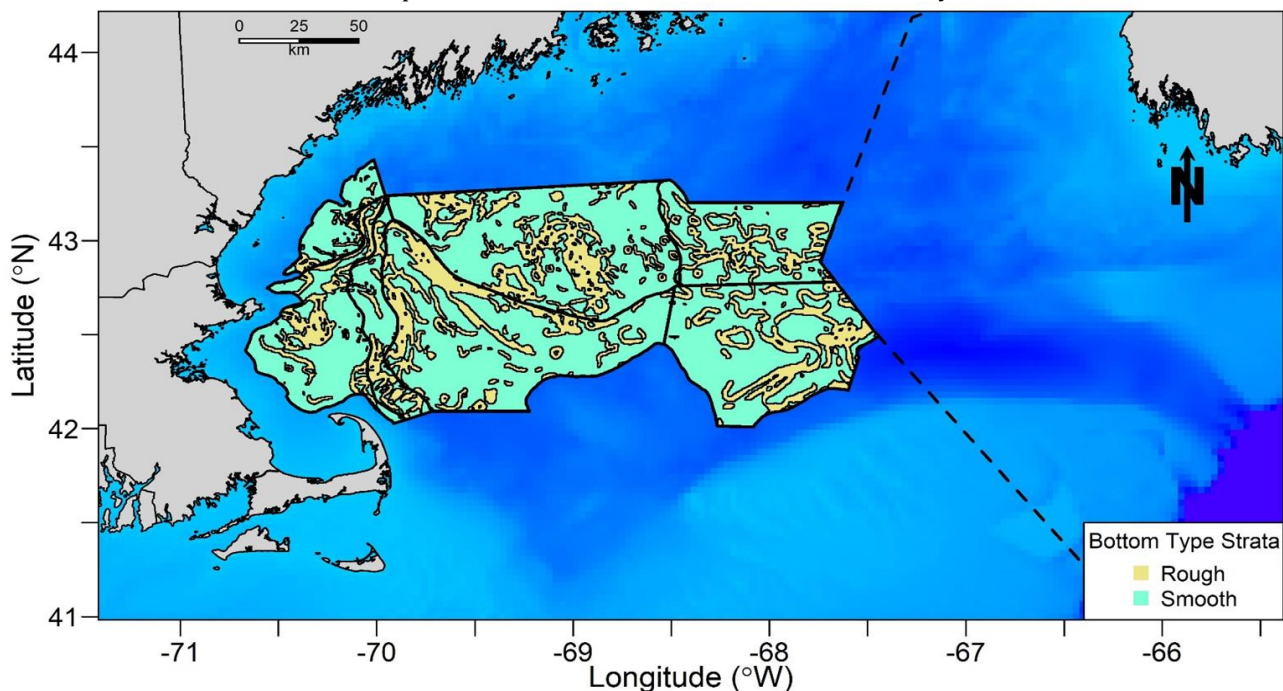 0 25 50
km
44
43
42
41
Latitude (°N)
N
Bottom Type Strata
Rough
Smooth
-71 -70 -69 -68 -67 -66
Longitude (°W)